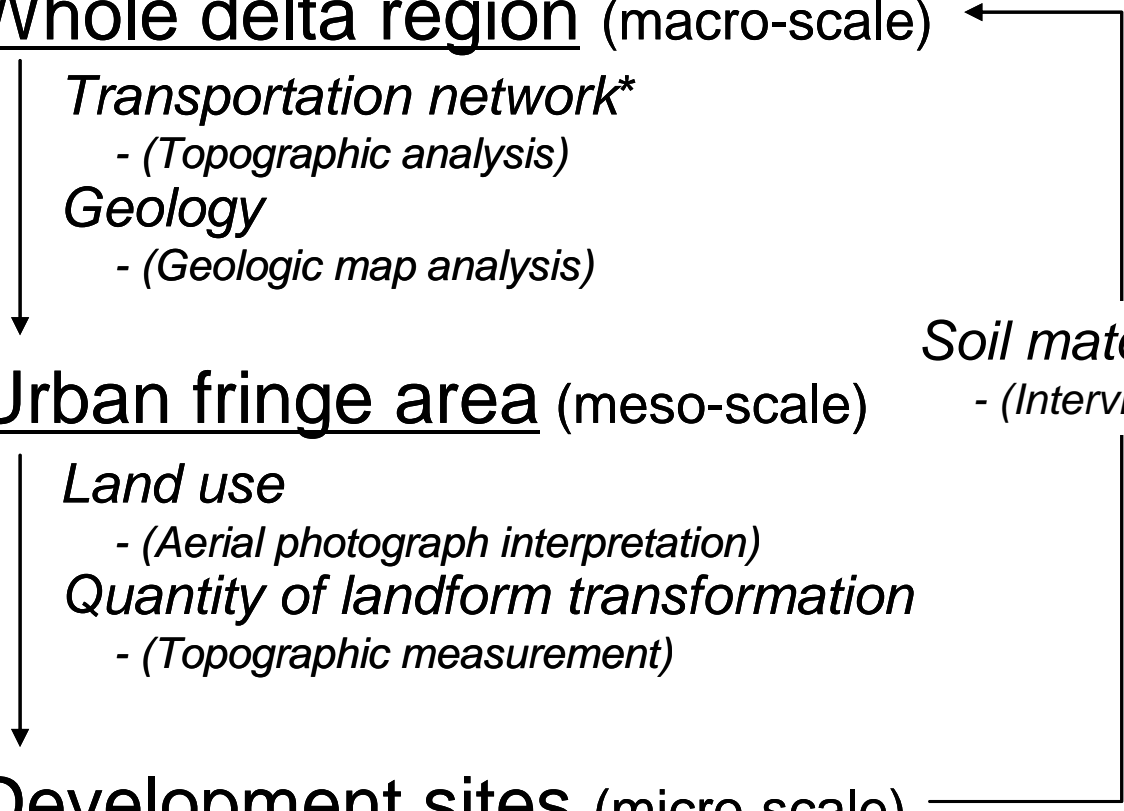 Whole delta region (macro-scale)
Transportation network*
- (Topographic analysis)
Geology
- (Geologic map analysis)
Soil
Urban fringe area (meso-scale)
Land use
- (Aerial photograph interpretation)
Quantity of landform transformation
- (Topographic measurement)
Development sites (micro-scale)